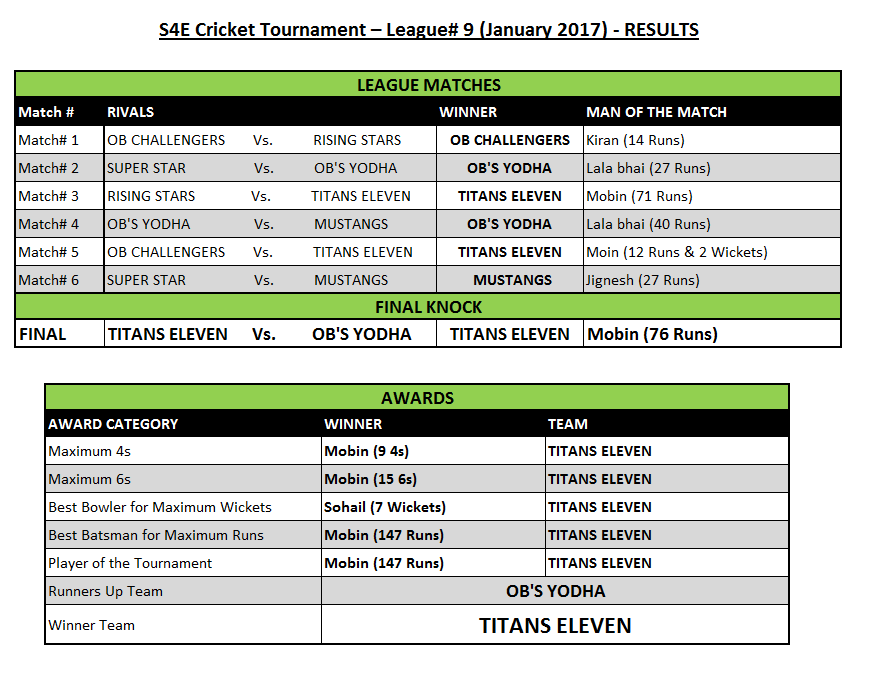 S4E Cricket Tournament – League# 9 (January 2017) - RESULTS
LEAGUE MATCHES
Match # RIVALS WINNER MAN OF THE MATCH
Match# 1 OB CHALLENGERS Vs. RISING STARS OB CHALLENGERS Kiran (14 Runs)
Match# 2 SUPER STAR Vs. OB'S YODHA OB'S YODHA Lala bhai (27 Runs)
Match# 3 RISING STARS Vs. TITANS ELEVEN TITANS ELEVEN Mobin (71 Runs)
Match# 4 OB'S YODHA Vs. MUSTANGS OB'S YODHA Lala bhai (40 Runs)
Match# 5 OB CHALLENGERS Vs. TITANS ELEVEN TITANS ELEVEN Moin (12 Runs & 2 Wickets)
Match# 6 SUPER STAR Vs. MUSTANGS MUSTANGS Jignesh (27 Runs)
FINAL KNOCK
FINAL TITANS ELEVEN Vs. OB'S YODHA TITANS ELEVEN Mobin (76 Runs)
AWARDS
AWARD CATEGORY WINNER TEAM
Maximum 4s Mobin (9 4s) TITANS ELEVEN
Maximum 6s Mobin (15 6s) TITANS ELEVEN
Best Bowler for Maximum Wickets Sohail (7 Wickets) TITANS ELEVEN
Best Batsman for Maximum Runs Mobin (147 Runs) TITANS ELEVEN
Player of the Tournament Mobin (147 Runs) TITANS ELEVEN
Runners Up Team OB'S YODHA
Winner Team TITANS ELEVEN